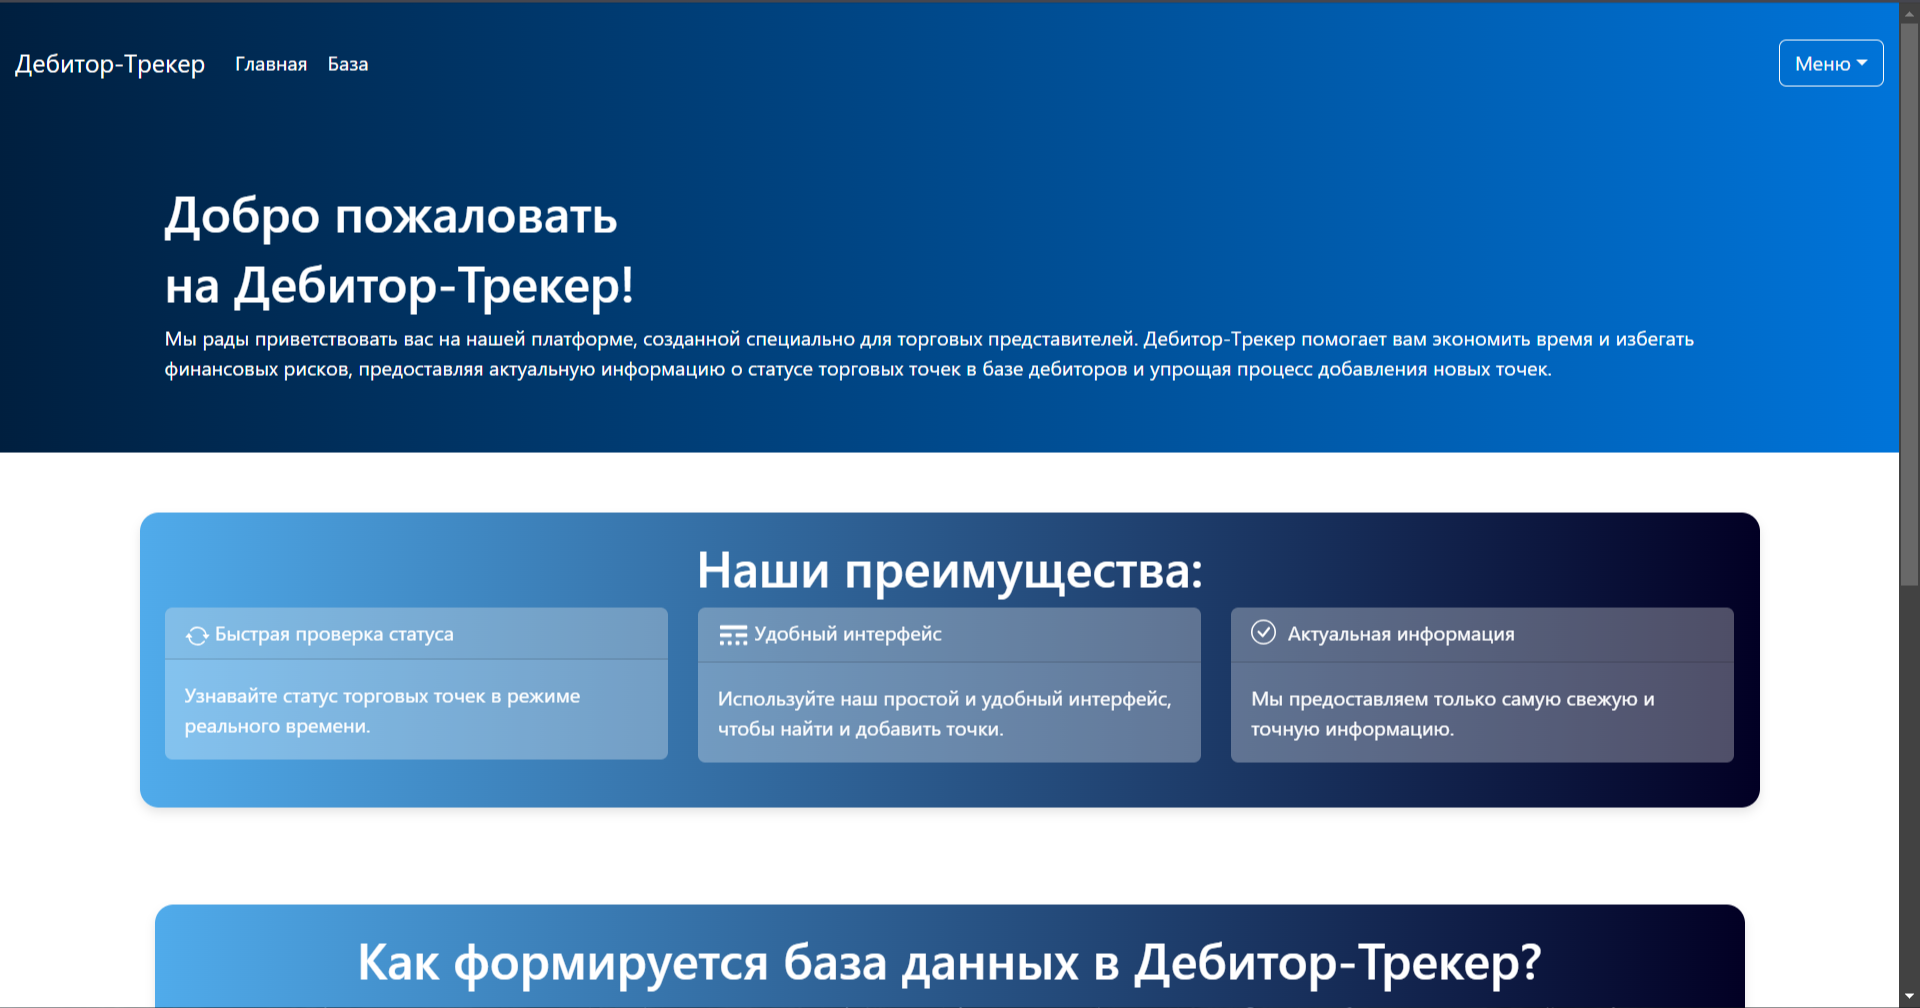 Дебитор-Трекер Главная База Меню
Добро пожаловать
на Дебитор-Трекер!
Мы рады приветствовать вас на нашей платформе, созданной специально для торговых представителей. Дебитор-Трекер помогает вам экономить время и избегать
финансовых рисков, предоставляя актуальную информацию о статусе торговых точек в базе дебиторов и упрощая процесс добавления новых точек.
Наши преимущества:
Быстрая проверка статуса
Узнавайте статус торговых точек в режиме
реального времени.
Удобный интерфейс
Используйте наш простой и удобный интерфейс,
чтобы найти и добавить точки.
Актуальная информация
Мы предоставляем только самую свежую и
точную информацию.
Как формируется база данных в Дебитор-Трекер?